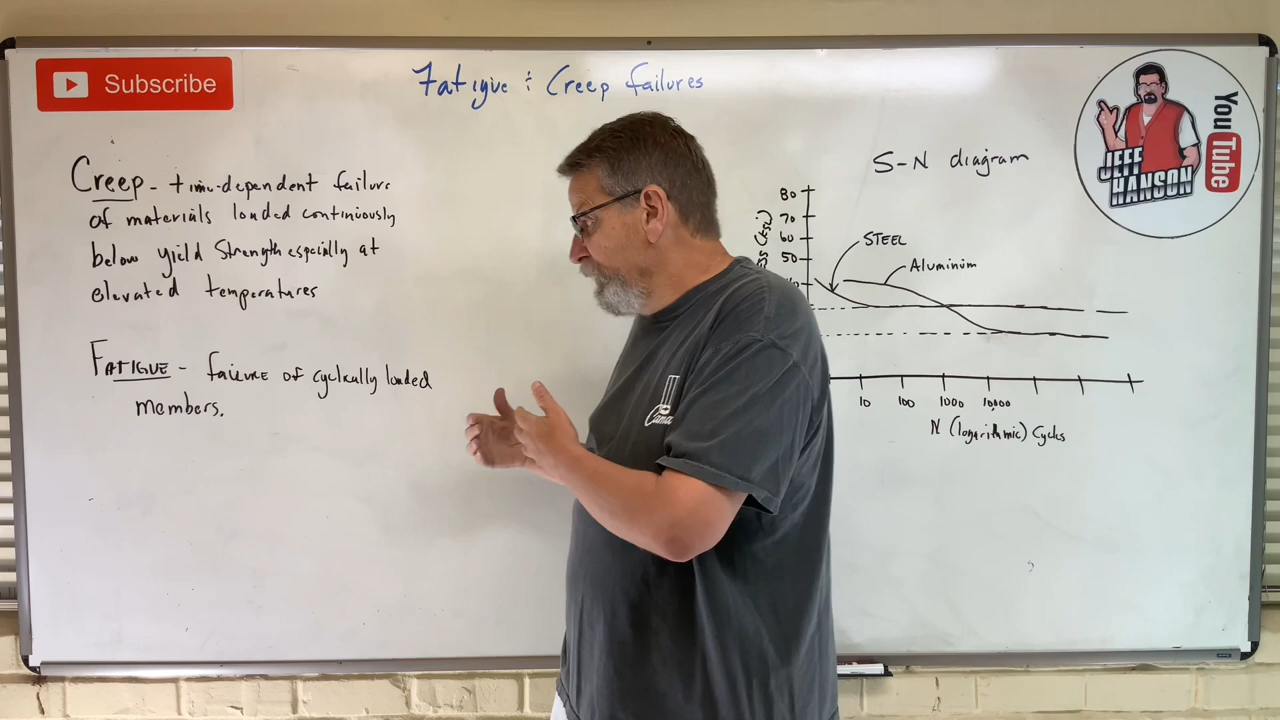 Subscribe
Fatigue & Creep failures
Creep - time-dependent failure
of materials loaded continuously
below yield Strength especially at
elevated temperatures
FATIGUE - failure of cyclically loaded
members.
S-N diagram
80
70
60
50
STEEL
Aluminum
10 100 1000 10,000
N (logarithmic) Cycles
JEFF
HANSON
YouTube